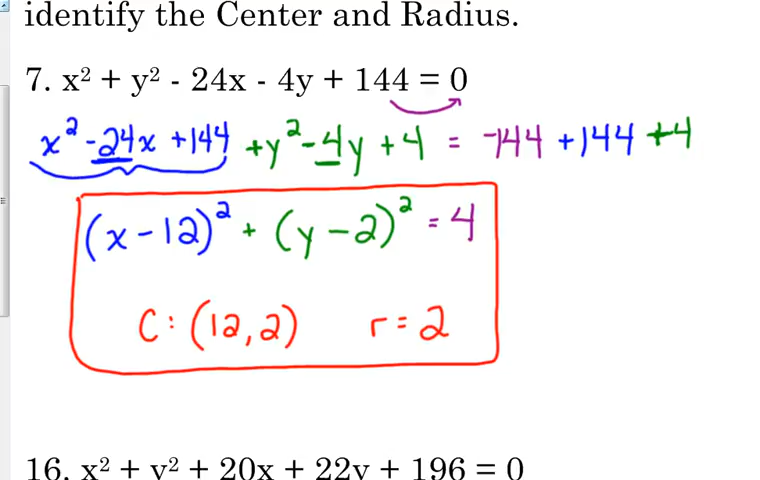 identify the Center and Radius.
7. x² + y² - 24x - 4y + 144 = 0
x² - 24x + 144 + y² - 4y + 4 = -144 + 144 + 4
(x - 12)² + (y - 2)² = 4
C: (12, 2) r = 2
16. x² + y² + 20x + 22y + 196 = 0